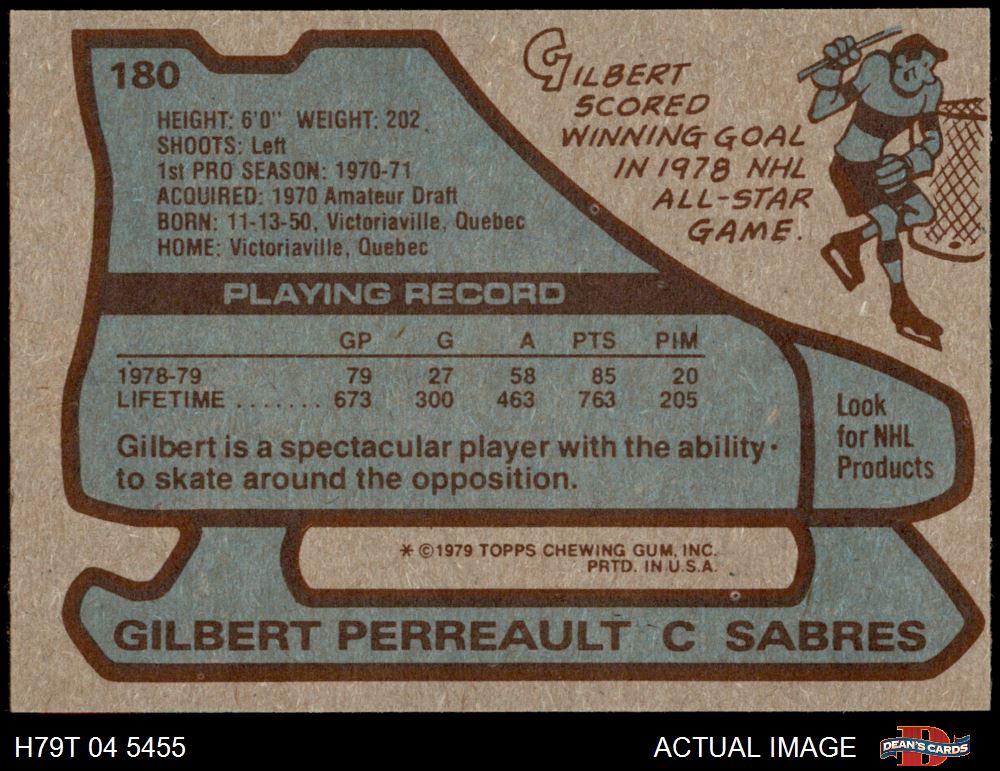 180
HEIGHT: 6'0" WEIGHT: 202
SHOOTS: Left
1st PRO SEASON: 1970-71
ACQUIRED: 1970 Amateur Draft
BORN: 11-13-50, Victoriaville, Quebec
HOME: Victoriaville, Quebec
GILBERT
SCORED
WINNING GOAL
IN 1978 NHL
ALL-STAR
GAME.
PLAYING RECORD
GP G A PTS PIM
1978-79 79 27 58 85 20
LIFETIME ....... 673 300 463 763 205
Gilbert is a spectacular player with the ability
to skate around the opposition.
Look
for NHL
Products
* ©1979 TOPPS CHEWING GUM, INC.
PRTD. IN U.S.A.
GILBERT PERREAULT C SABRES
H79T 04 5455
ACTUAL IMAGE
DEAN'S CARDS